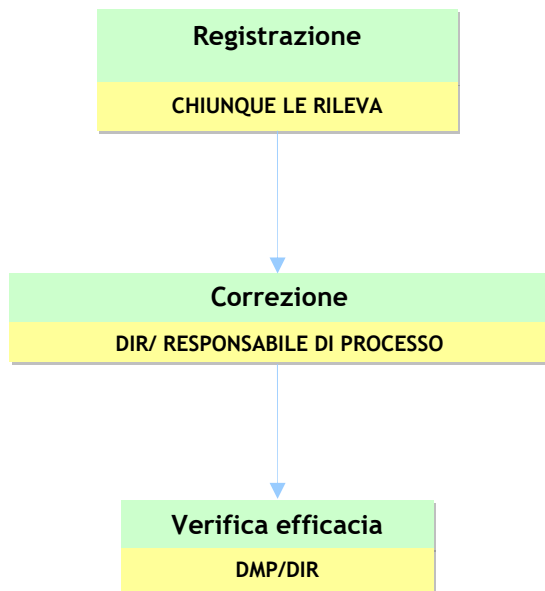 Registrazione
CHIUNQUE LE RILEVA
Correzione
DIR/ RESPONSABILE DI PROCESSO
Verifica efficacia
DMP/DIR